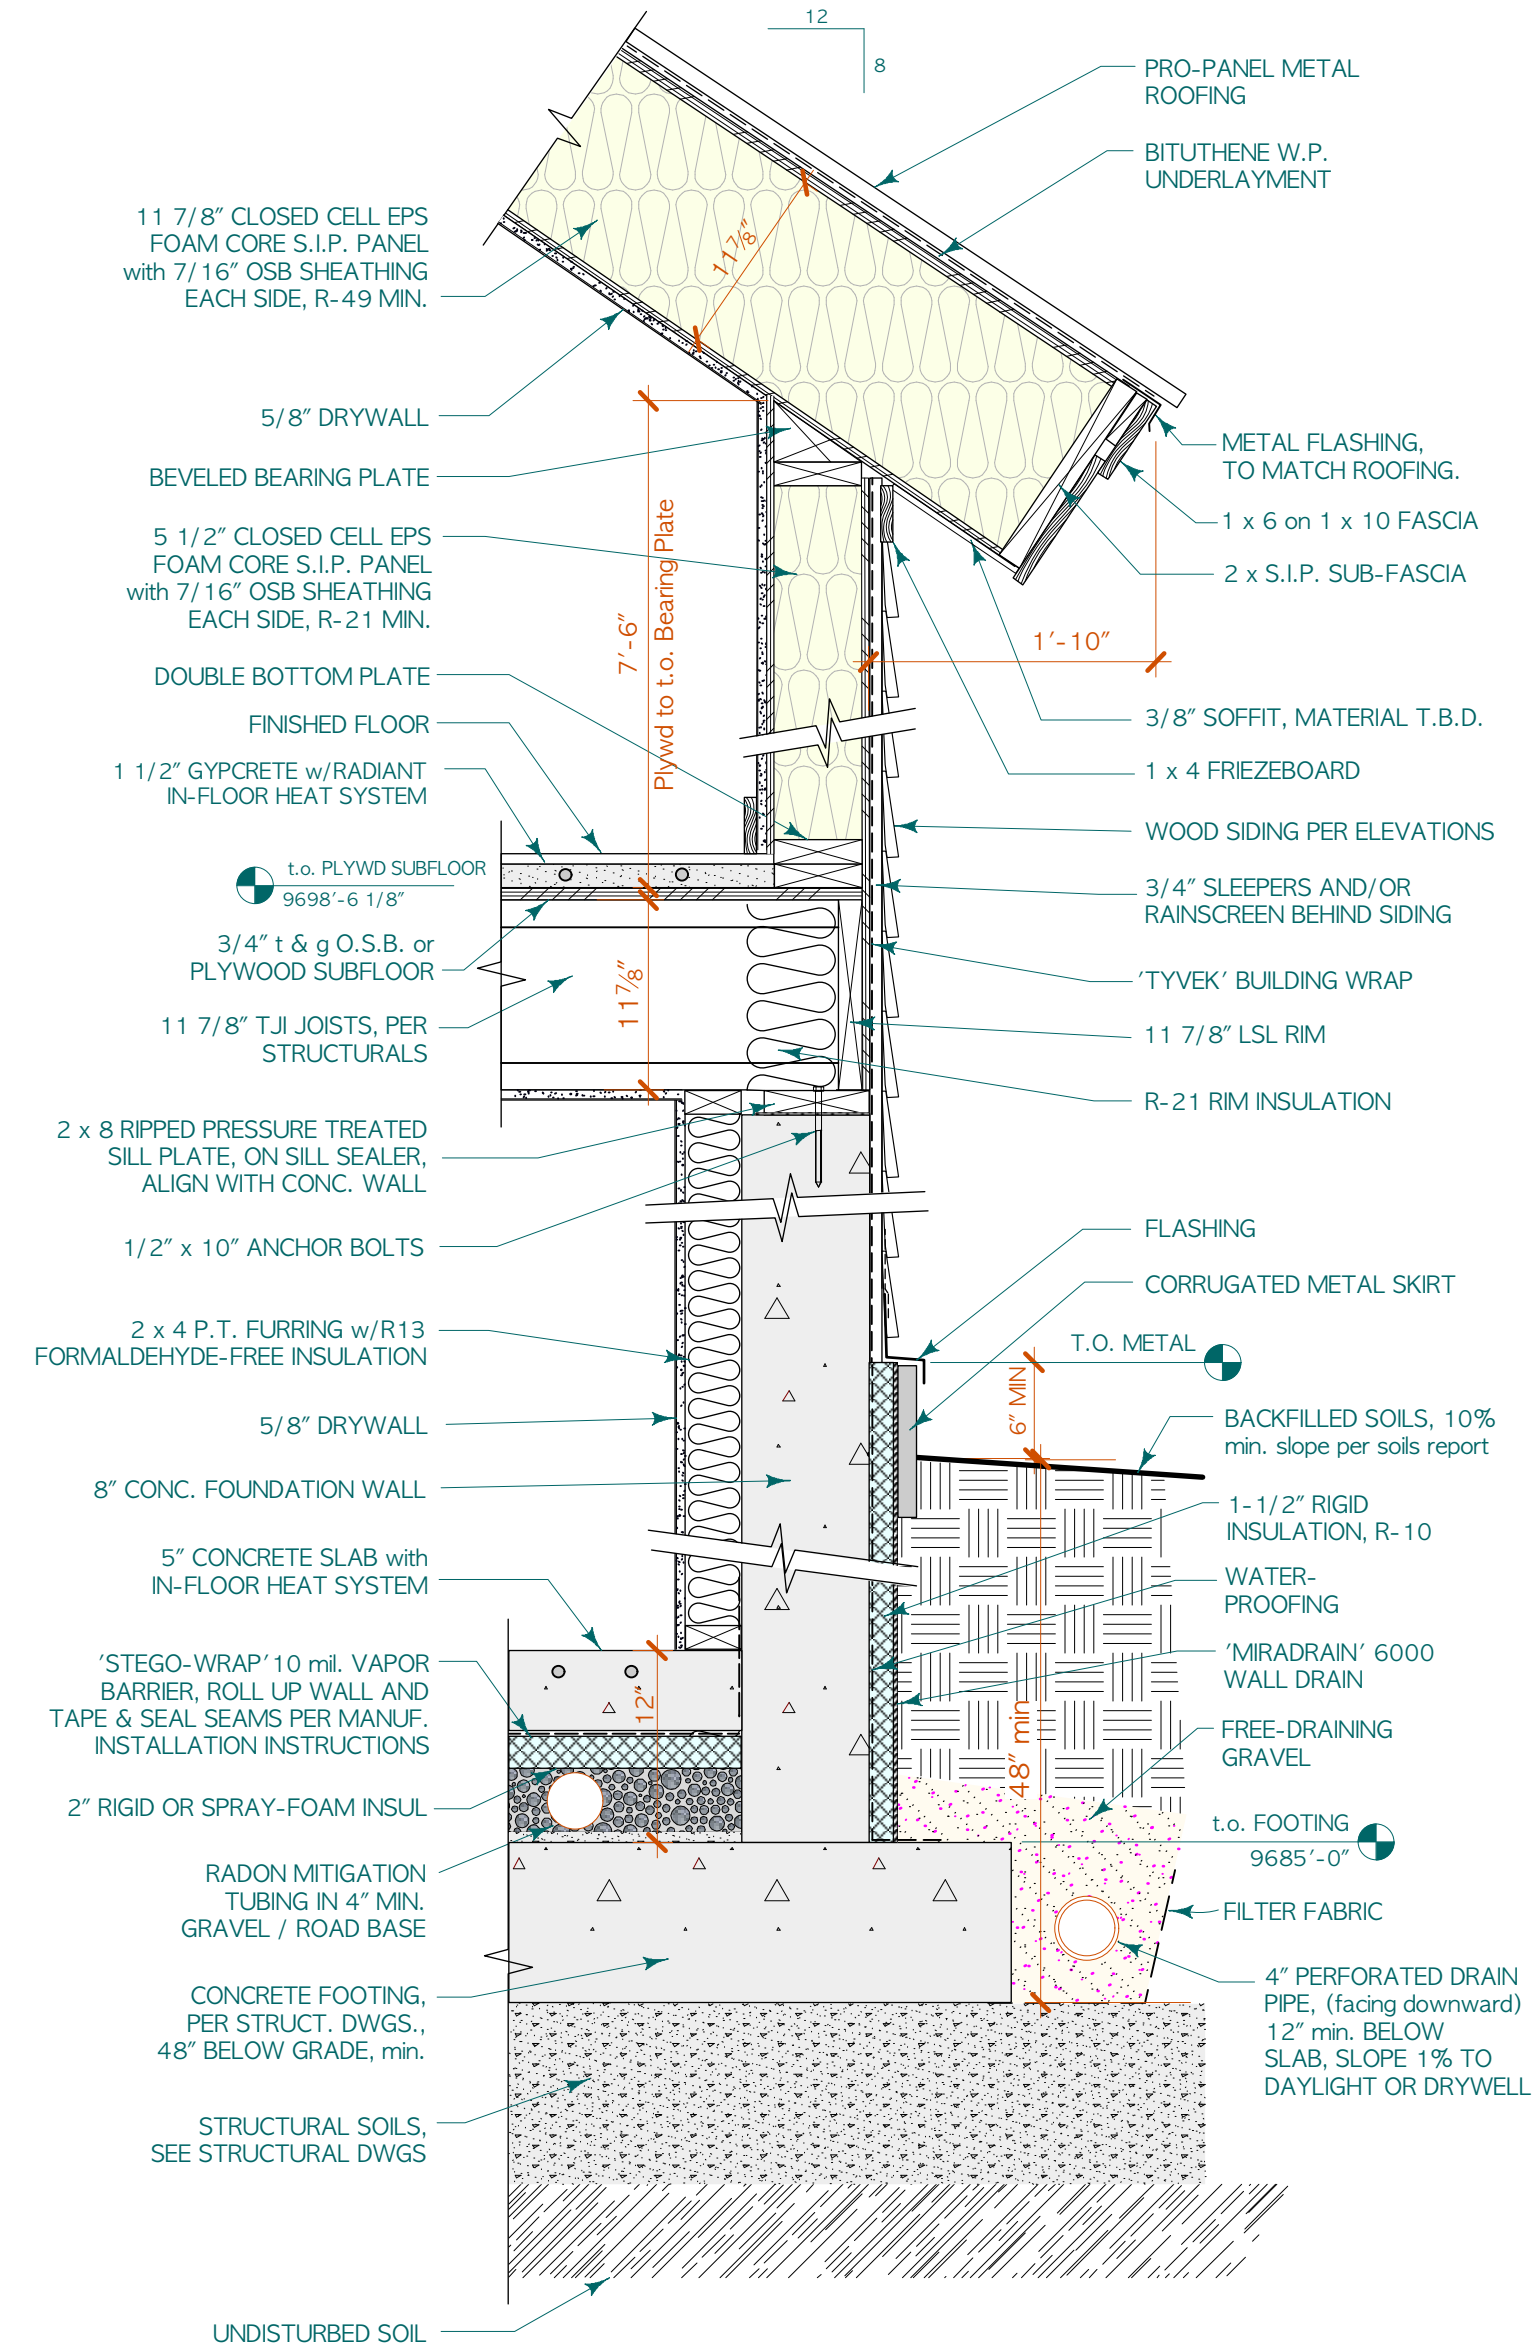 12
8
PRO-PANEL METAL
ROOFING
BITUTHENE W.P.
UNDERLAYMENT
11 7/8" CLOSED CELL EPS
FOAM CORE S.I.P. PANEL
with 7/16" OSB SHEATHING
EACH SIDE, R-49 MIN.
11 7/8"
5/8" DRYWALL
BEVELED BEARING PLATE
5 1/2" CLOSED CELL EPS
FOAM CORE S.I.P. PANEL
with 7/16" OSB SHEATHING
EACH SIDE, R-21 MIN.
DOUBLE BOTTOM PLATE
FINISHED FLOOR
1 1/2" GYPCRETE w/RADIANT
IN-FLOOR HEAT SYSTEM
t.o. PLYWD SUBFLOOR
9698'-6 1/8"
3/4" t & g O.S.B. or
PLYWOOD SUBFLOOR
11 7/8" TJI JOISTS, PER
STRUCTURALS
7'-6"
Plywd to t.o. Bearing Plate
11 7/8"
METAL FLASHING,
TO MATCH ROOFING.
1 x 6 on 1 x 10 FASCIA
2 x S.I.P. SUB-FASCIA
1'-10"
3/8" SOFFIT, MATERIAL T.B.D.
1 x 4 FRIEZEBOARD
WOOD SIDING PER ELEVATIONS
3/4" SLEEPERS AND/OR
RAINSCREEN BEHIND SIDING
'TYVEK' BUILDING WRAP
11 7/8" LSL RIM
R-21 RIM INSULATION
2 x 8 RIPPED PRESSURE TREATED
SILL PLATE, ON SILL SEALER,
ALIGN WITH CONC. WALL
1/2" x 10" ANCHOR BOLTS
2 x 4 P.T. FURRING w/R13
FORMALDEHYDE-FREE INSULATION
5/8" DRYWALL
8" CONC. FOUNDATION WALL
5" CONCRETE SLAB with
IN-FLOOR HEAT SYSTEM
'STEGO-WRAP' 10 mil. VAPOR
BARRIER, ROLL UP WALL AND
TAPE & SEAL SEAMS PER MANUF.
INSTALLATION INSTRUCTIONS
2" RIGID OR SPRAY-FOAM INSUL
RADON MITIGATION
TUBING IN 4" MIN.
GRAVEL / ROAD BASE
CONCRETE FOOTING,
PER STRUCT. DWGS.,
48" BELOW GRADE, min.
STRUCTURAL SOILS,
SEE STRUCTURAL DWGS
UNDISTURBED SOIL
12"
FLASHING
CORRUGATED METAL SKIRT
T.O. METAL
6" MIN
BACKFILLED SOILS, 10%
min. slope per soils report
1-1/2" RIGID
INSULATION, R-10
WATER-
PROOFING
'MIRADRAIN' 6000
WALL DRAIN
48" min
FREE-DRAINING
GRAVEL
t.o. FOOTING
9685'-0"
FILTER FABRIC
4" PERFORATED DRAIN
PIPE, (facing downward)
12" min. BELOW
SLAB, SLOPE 1% TO
DAYLIGHT OR DRYWELL